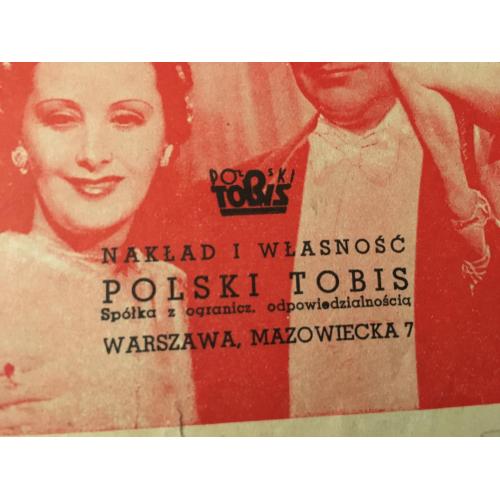 POLSKI
TOBIS
NAKŁAD I WŁASNOŚĆ
POLSKI TOBIS
Spółka z ogranicz. odpowiedzialnością
WARSZAWA, MAZOWIECKA 7